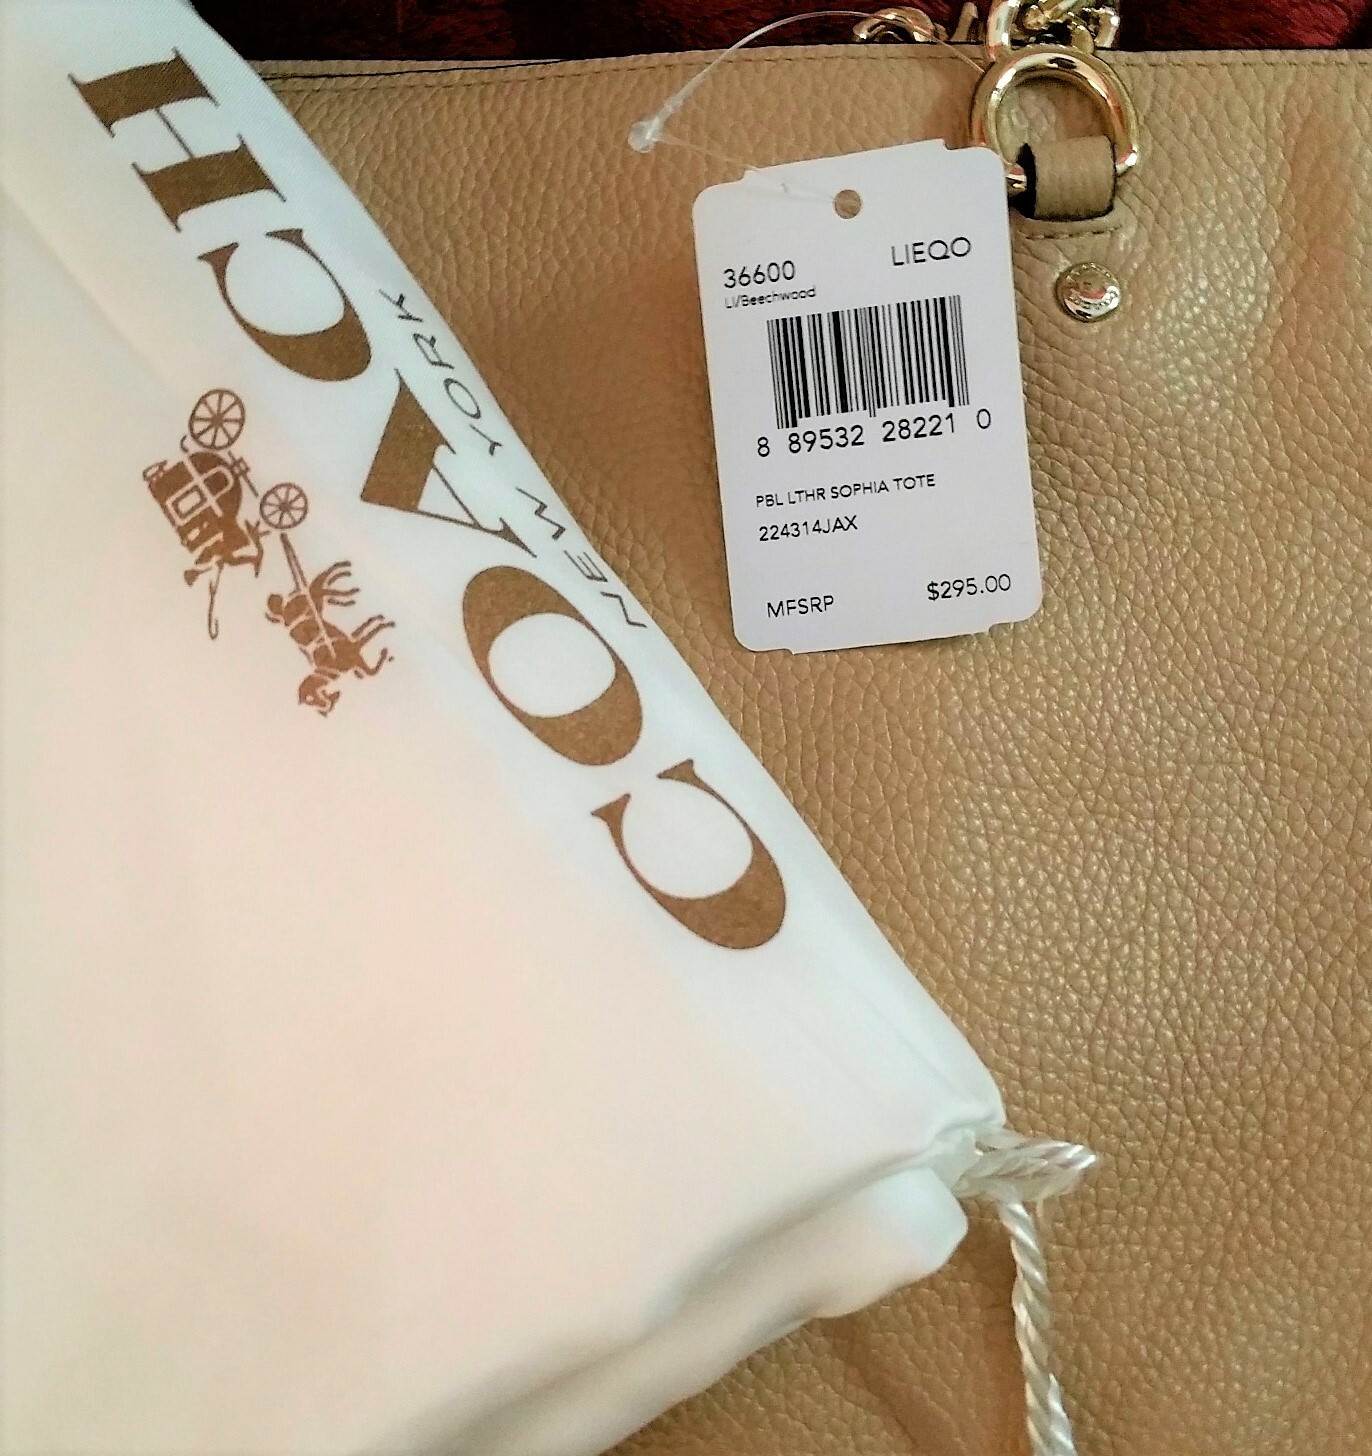 COACH
NEW YORK
36600 LIEQO
LI/Beechwood
8 89532 28221 0
PBL LTHR SOPHIA TOTE
224314JAX
MFSRP $295.00